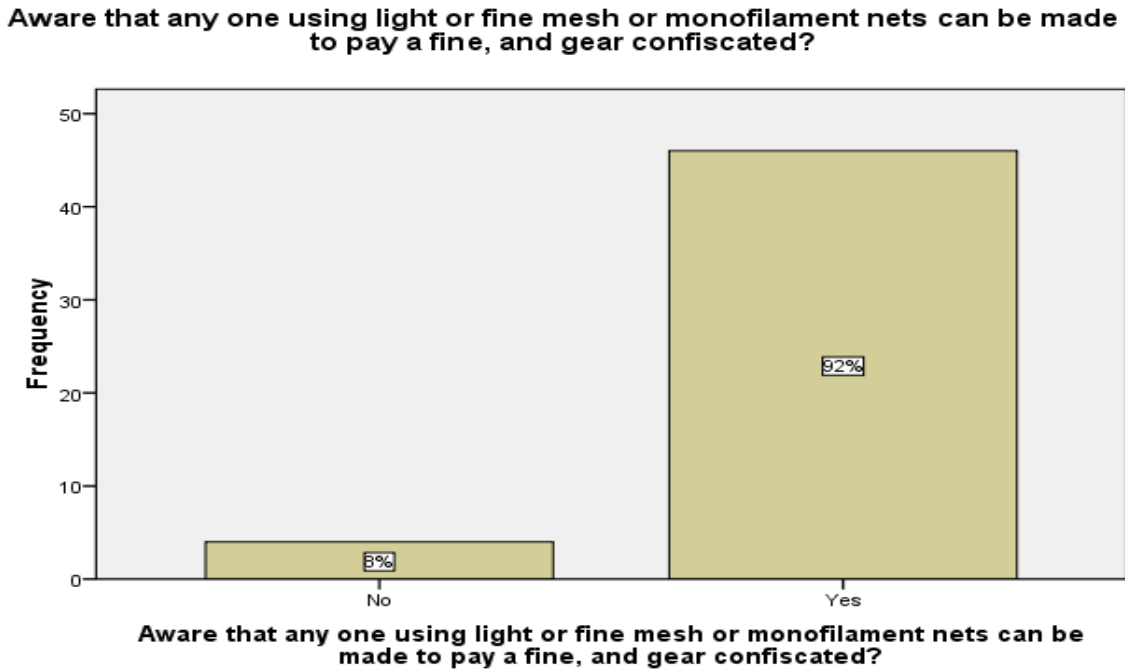 Aware that any one using light or fine mesh or monofilament nets can be made
to pay a fine, and gear confiscated?
50
40
30
20
10
0
Frequency
8%
92%
No
Yes
Aware that any one using light or fine mesh or monofilament nets can be
made to pay a fine, and gear confiscated?